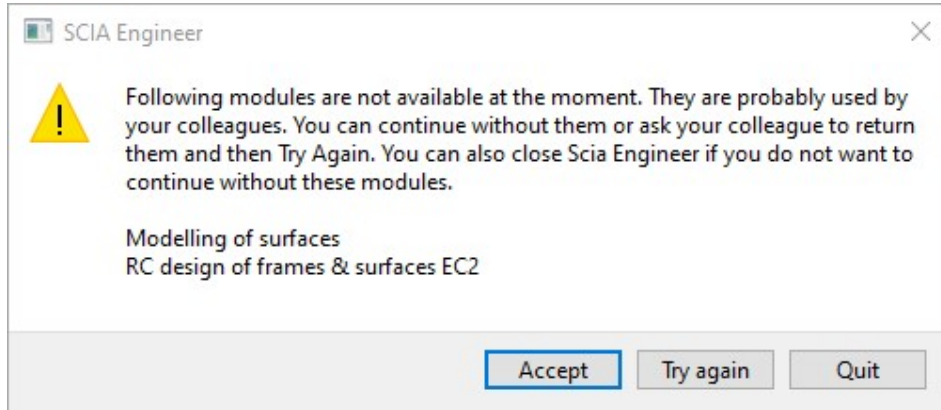 SCIA Engineer
Following modules are not available at the moment. They are probably used by
your colleagues. You can continue without them or ask your colleague to return
them and then Try Again. You can also close Scia Engineer if you do not want to
continue without these modules.
Modelling of surfaces
RC design of frames & surfaces EC2
Accept
Try again
Quit